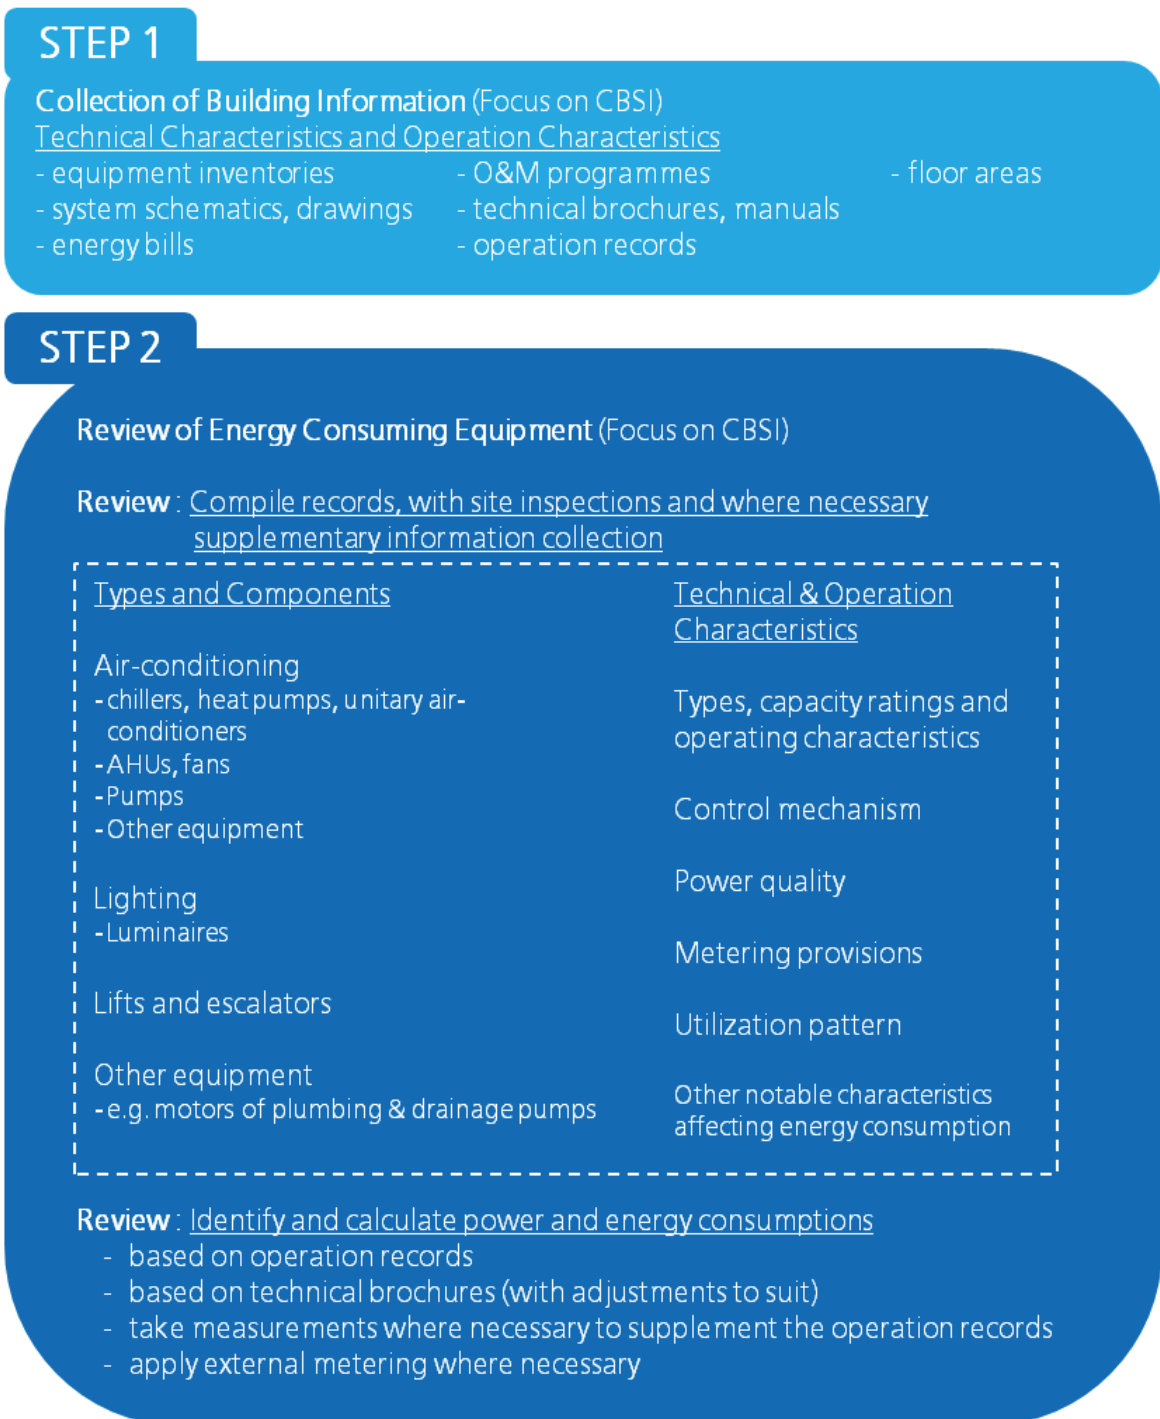 STEP 1
Collection of Building Information (Focus on CBSI)
Technical Characteristics and Operation Characteristics
- equipment inventories
- system schematics, drawings
- energy bills
- O&M programmes
- technical brochures, manuals
- operation records
- floor areas
STEP 2
Review of Energy Consuming Equipment (Focus on CBSI)
Review : Compile records, with site inspections and where necessary
supplementary information collection
Types and Components
Air-conditioning
- chillers, heat pumps, unitary air-
conditioners
- AHUs, fans
- Pumps
- Other equipment
Lighting
- Luminaires
Lifts and escalators
Other equipment
- e.g. motors of plumbing & drainage pumps
Technical & Operation
Characteristics
Types, capacity ratings and
operating characteristics
Control mechanism
Power quality
Metering provisions
Utilization pattern
Other notable characteristics
affecting energy consumption
Review : Identify and calculate power and energy consumptions
- based on operation records
- based on technical brochures (with adjustments to suit)
- take measurements where necessary to supplement the operation records
- apply external metering where necessary